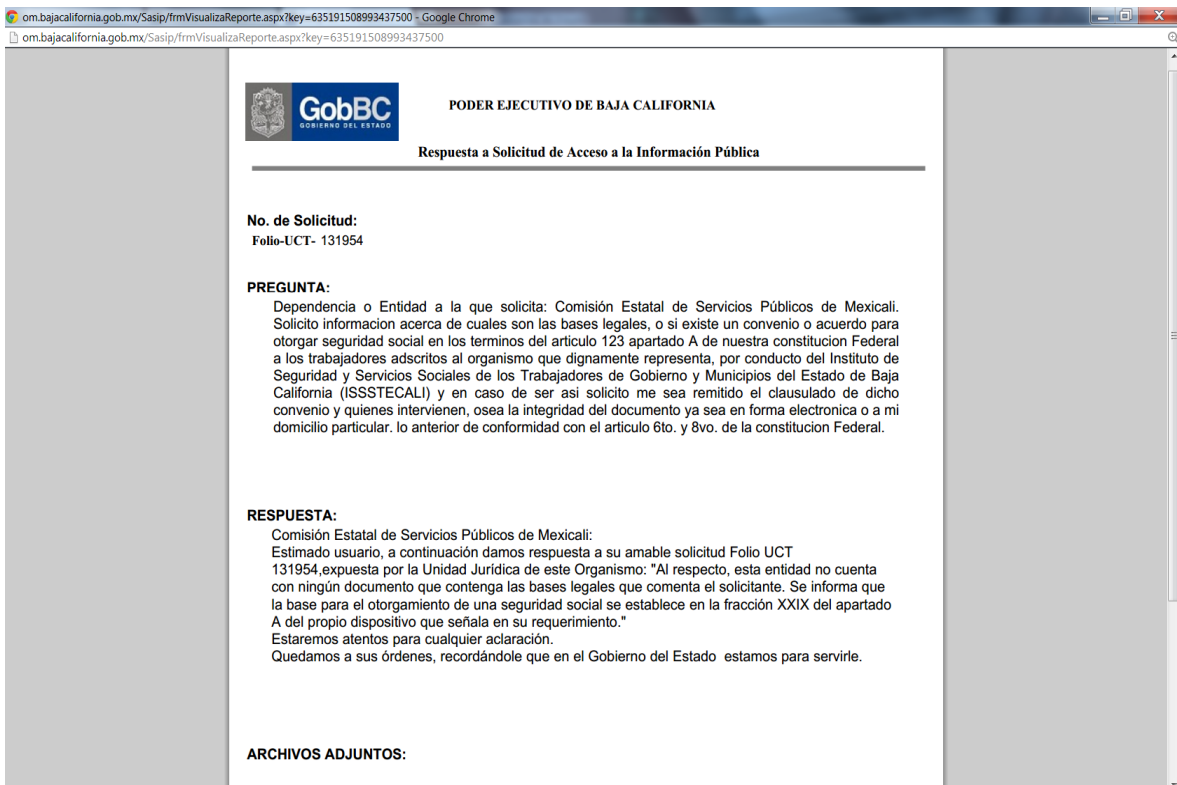 om.bajacalifornia.gob.mx/Sasip/frmVisualizaReporte.aspx?key=635191508993437500 - Google Chrome
om.bajacalifornia.gob.mx/Sasip/frmVisualizaReporte.aspx?key=635191508993437500
GobBC
GOBIERNO DEL ESTADO
PODER EJECUTIVO DE BAJA CALIFORNIA
Respuesta a Solicitud de Acceso a la Información Pública
No. de Solicitud:
Folio-UCT- 131954
PREGUNTA:
Dependencia o Entidad a la que solicita: Comisión Estatal de Servicios Públicos de Mexicali.
Solicito informacion acerca de cuales son las bases legales, o si existe un convenio o acuerdo para
otorgar seguridad social en los terminos del articulo 123 apartado A de nuestra constitucion Federal
a los trabajadores adscritos al organismo que dignamente representa, por conducto del Instituto de
Seguridad y Servicios Sociales de los Trabajadores de Gobierno y Municipios del Estado de Baja
California (ISSSTECALI) y en caso de ser asi solicito me sea remitido el clausulado de dicho
convenio y quienes intervienen, osea la integridad del documento ya sea en forma electronica o a mi
domicilio particular. lo anterior de conformidad con el articulo 6to. y 8vo. de la constitucion Federal.
RESPUESTA:
Comisión Estatal de Servicios Públicos de Mexicali:
Estimado usuario, a continuación damos respuesta a su amable solicitud Folio UCT
131954,expuesta por la Unidad Jurídica de este Organismo: "Al respecto, esta entidad no cuenta
con ningún documento que contenga las bases legales que comenta el solicitante. Se informa que
la base para el otorgamiento de una seguridad social se establece en la fracción XXIX del apartado
A del propio dispositivo que señala en su requerimiento."
Estaremos atentos para cualquier aclaración.
Quedamos a sus órdenes, recordándole que en el Gobierno del Estado estamos para servirle.
ARCHIVOS ADJUNTOS: